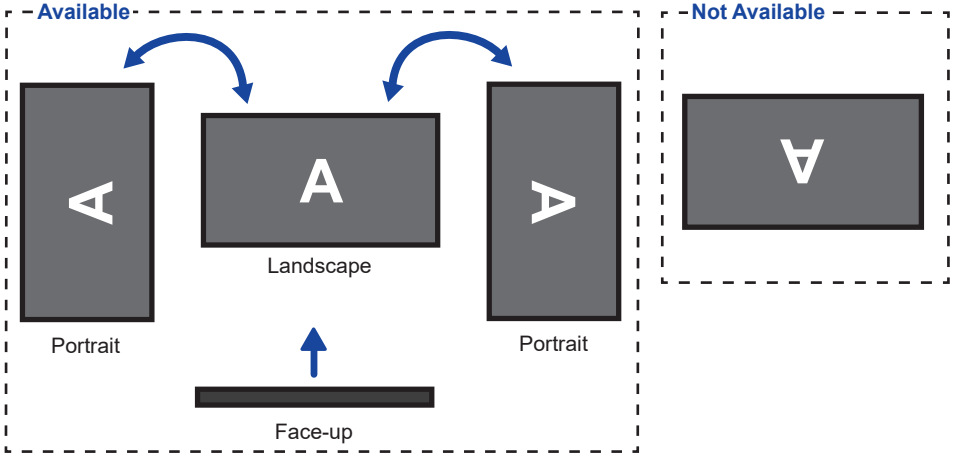 Available
Not Available
A
A
A
A
Landscape
Portrait
Portrait
Face-up